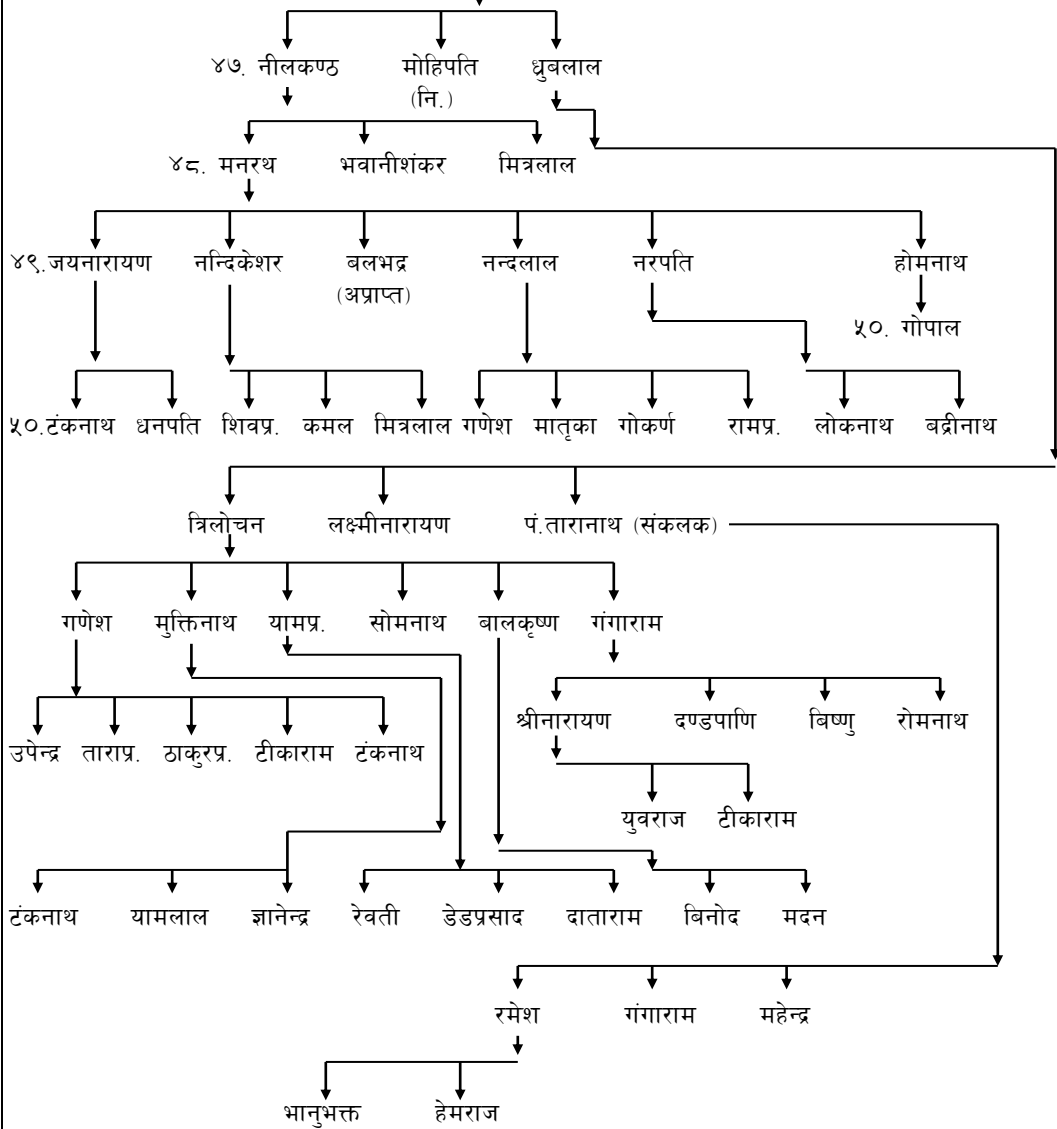 ४७. नीलकण्ठ मोहिपति ध्रुबलाल
(नि.)
४८. मनरथ भवानीशंकर मित्रलाल
४९.जयनारायण नन्दिकेशर बलभद्र नन्दलाल नरपति होमनाथ
(अप्राप्त)
५०. गोपाल
५०.टंकनाथ धनपति शिवप्र. कमल मित्रलाल गणेश मातृका गोकर्ण रामप्र. लोकनाथ बद्रीनाथ
त्रिलोचन लक्ष्मीनारायण पं.तारानाथ (संकलक)
गणेश मुक्तिनाथ यामप्र. सोमनाथ बालकृष्ण गंगाराम
श्रीनारायण दण्डपाणि बिष्णु रोमनाथ
उपेन्द्र ताराप्र. ठाकुरप्र. टीकाराम टंकनाथ
युवराज टीकाराम
टंकनाथ यामलाल ज्ञानेन्द्र रेवती डेडप्रसाद दाताराम बिनोद मदन
रमेश गंगाराम महेन्द्र
भानुभक्त हेमराज